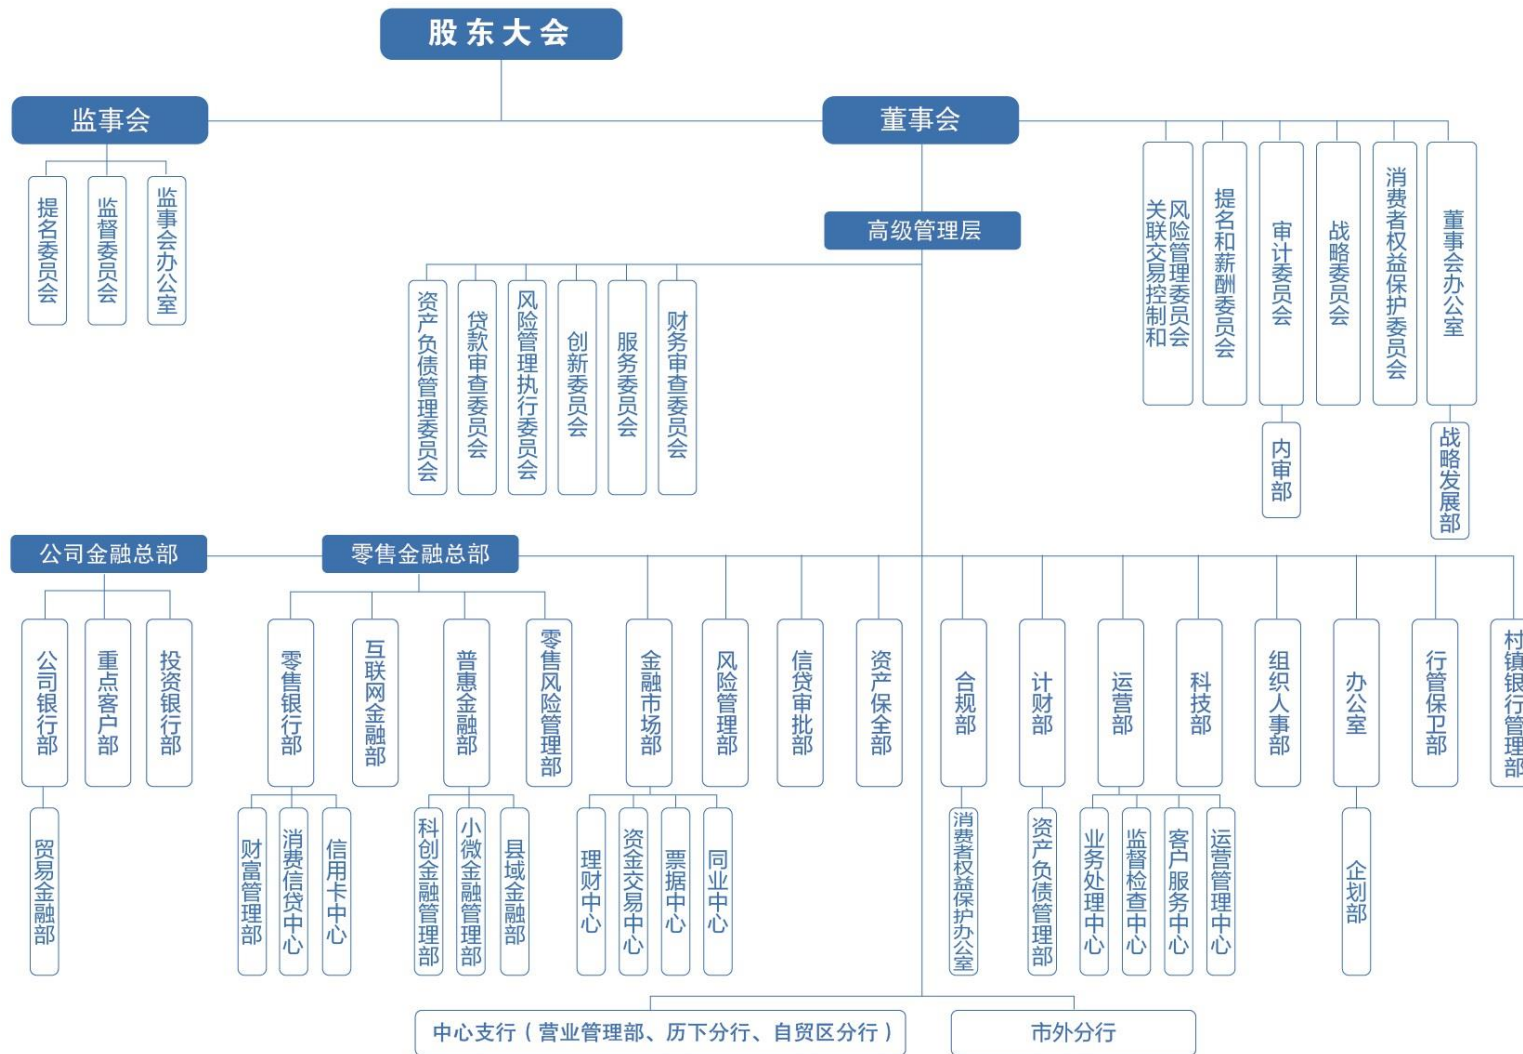 股东大会
监事会
董事会
提名委员会
监督委员会
监事会办公室
高级管理层
关联交易控制和
风险管理委员会
提名和薪酬委员会
审计委员会
战略委员会
消费者权益保护委员会
董事会办公室
内审部
战略发展部
资产负债管理委员会
贷款审查委员会
风险管理执行委员会
创新委员会
服务委员会
财务审查委员会
公司金融总部
零售金融总部
公司银行部
重点客户部
投资银行部
零售银行部
互联网金融部
普惠金融部
零售风险管理部
金融市场部
风险管理部
信贷审批部
资产保全部
合规部
计财部
运营部
科技部
组织人事部
办公室
行管保卫部
村镇银行管理部
贸易金融部
财富管理部
消费信贷中心
信用卡中心
科创金融管理部
小微金融管理部
县域金融部
理财中心
资金交易中心
票据中心
同业中心
消费者权益保护办公室
资产负债管理部
业务处理中心
监督检查中心
客户服务中心
运营管理中心
企划部
中心支行（营业管理部、历下分行、自贸区分行）
市外分行